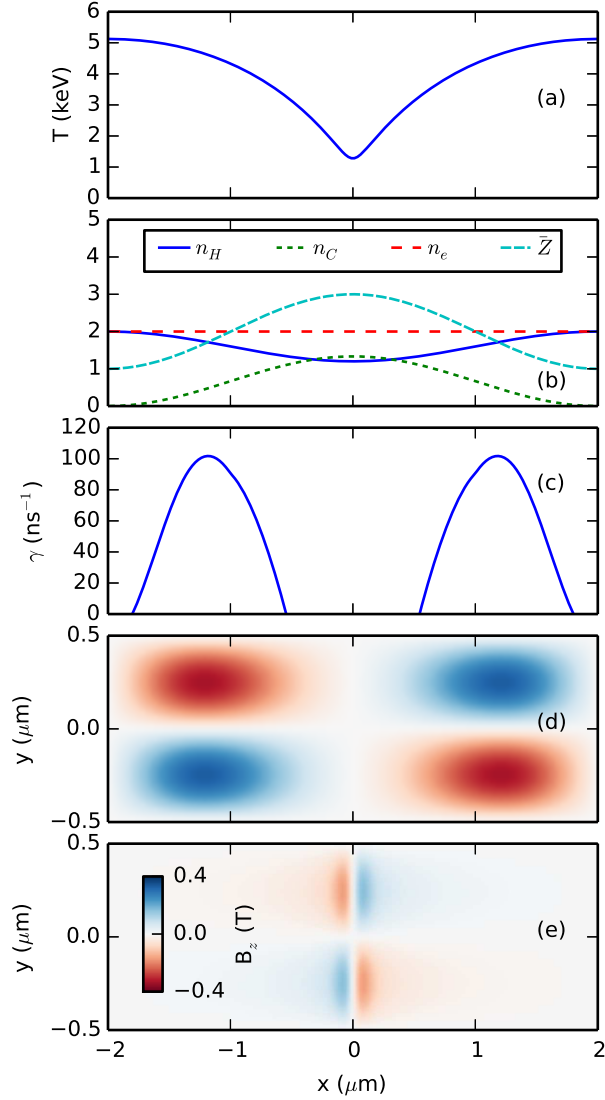 6
5
4
3
2
1
0
T (keV)
(a)
5
4
3
2
1
0
n_H n_C n_e Z̄
(b)
120
100
80
60
40
20
0
γ (ns⁻¹)
(c)
0.5
0.0
−0.5
y (μm)
(d)
0.5
0.0
−0.5
y (μm)
0.4
0.0
−0.4
B_z (T)
(e)
−2 −1 0 1 2
x (μm)